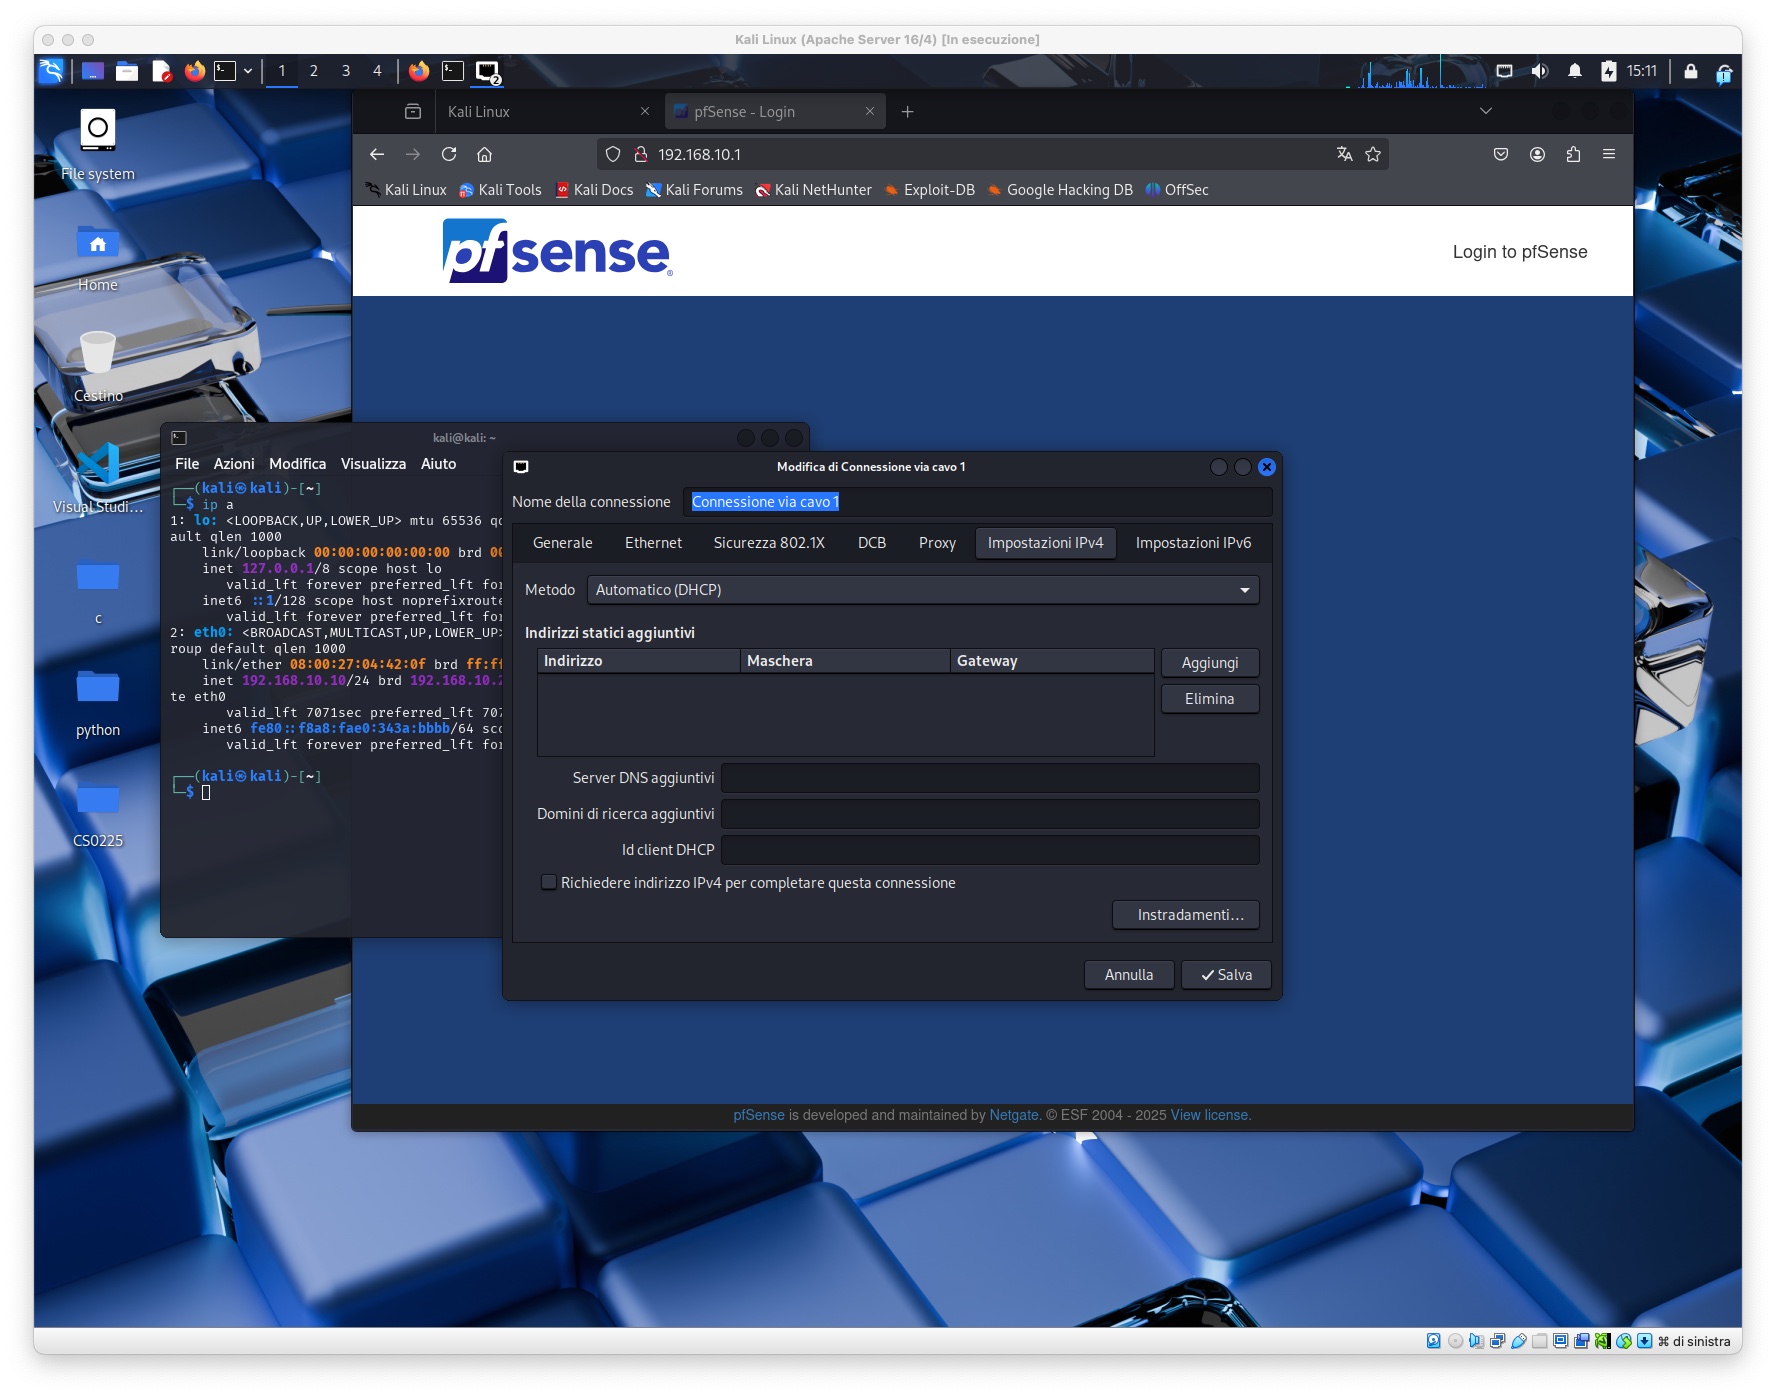 Kali Linux (Apache Server 16/4) [In esecuzione]
1 2 3 4
2
15:11
Kali Linux
pfSense - Login
192.168.10.1
Kali Linux Kali Tools Kali Docs Kali Forums Kali NetHunter Exploit-DB Google Hacking DB OffSec
pfsense
Login to pfSense
File system
Home
Cestino
Visual Studi...
c
python
CS0225
kali@kali: ~
File Azioni Modifica Visualizza Aiuto
┌──(kali㉿kali)-[~]
└─$ ip a
1: lo: <LOOPBACK,UP,LOWER_UP> mtu 65536
ault qlen 1000
link/loopback 00:00:00:00:00:00 brd
inet 127.0.0.1/8 scope host lo
valid_lft forever preferred_lft
inet6 ::1/128 scope host noprefixroute
valid_lft forever preferred_lft
2: eth0: <BROADCAST,MULTICAST,UP,LOWER_UP>
roup default qlen 1000
link/ether 08:00:27:04:42:0f brd
inet 192.168.10.10/24 brd
te eth0
valid_lft 7071sec preferred_lft
inet6 fe80::f8a8:fae0:343a:bbbb/64
valid_lft forever preferred_lft
┌──(kali㉿kali)-[~]
└─$
Modifica di Connessione via cavo 1
Nome della connessione Connessione via cavo 1
Generale Ethernet Sicurezza 802.1X DCB Proxy Impostazioni IPv4 Impostazioni IPv6
Metodo Automatico (DHCP)
Indirizzi statici aggiuntivi
Indirizzo Maschera Gateway
Aggiungi
Elimina
Server DNS aggiuntivi
Domini di ricerca aggiuntivi
Id client DHCP
Richiedere indirizzo IPv4 per completare questa connessione
Instradamenti...
Annulla Salva
pfSense is developed and maintained by Netgate. © ESF 2004 - 2025 View license.
⌘ di sinistra